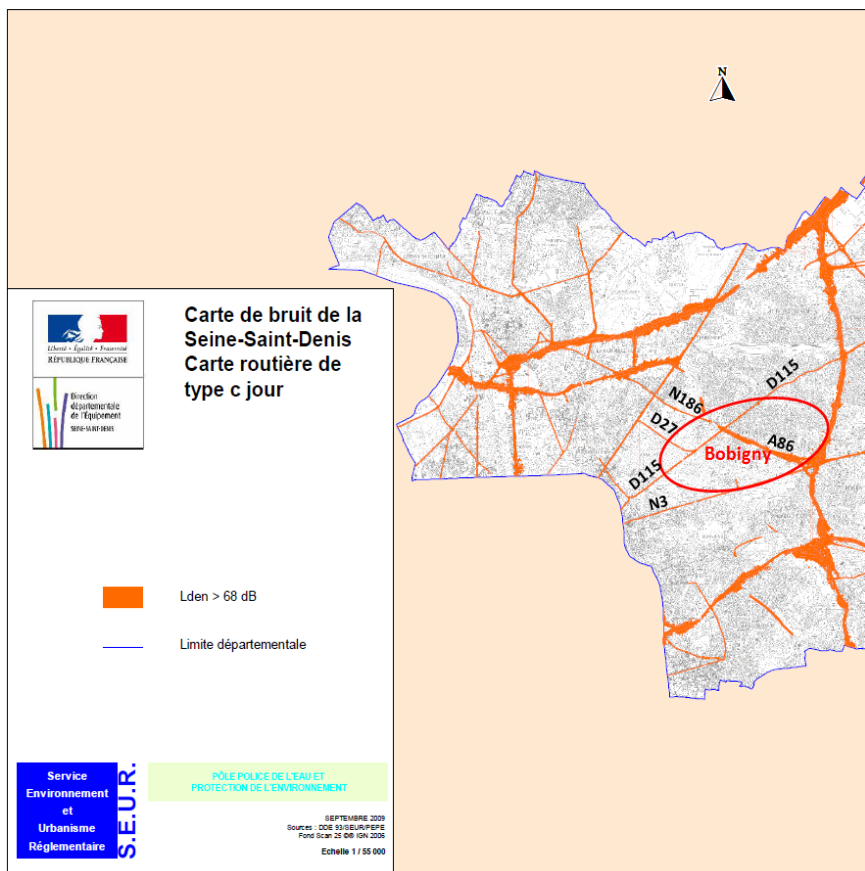 N
Carte de bruit de la
Seine-Saint-Denis
Carte routière de
type c jour
Liberté • Égalité • Fraternité
RÉPUBLIQUE FRANÇAISE
Direction
départementale
de l'Équipement
SEINE-SAINT-DENIS
D115
N186
D27
A86
Bobigny
D115
N3
Lden > 68 dB
Limite départementale
Service
Environnement
et
Urbanisme
Réglementaire
S.E.U.R.
PÔLE POLICE DE L'EAU ET
PROTECTION DE L'ENVIRONNEMENT
SEPTEMBRE 2009
Sources : DDE 93/SEUR/PEPE
Fond Scan 25 ©® IGN 2006
Echelle 1 / 55 000